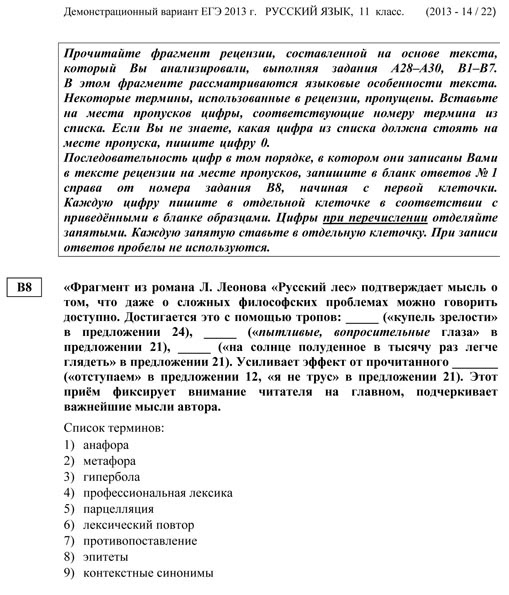 Демонстрационный вариант ЕГЭ 2013 г. РУССКИЙ ЯЗЫК, 11 класс. (2013 - 14 / 22)
Прочитайте фрагмент рецензии, составленной на основе текста,
который Вы анализировали, выполняя задания А28–А30, В1–В7.
В этом фрагменте рассматриваются языковые особенности текста.
Некоторые термины, использованные в рецензии, пропущены. Вставьте
на места пропусков цифры, соответствующие номеру термина из
списка. Если Вы не знаете, какая цифра из списка должна стоять на
месте пропуска, пишите цифру 0.
Последовательность цифр в том порядке, в котором они записаны Вами
в тексте рецензии на месте пропусков, запишите в бланк ответов № 1
справа от номера задания В8, начиная с первой клеточки.
Каждую цифру пишите в отдельной клеточке в соответствии с
приведёнными в бланке образцами. Цифры при перечислении отделяйте
запятыми. Каждую запятую ставьте в отдельную клеточку. При записи
ответов пробелы не используются.
В8 «Фрагмент из романа Л. Леонова «Русский лес» подтверждает мысль о
том, что даже о сложных философских проблемах можно говорить
доступно. Достигается это с помощью тропов: _____ («купель зрелости»
в предложении 24), _____ («пытливые, вопросительные глаза» в
предложении 21), _____ («на солнце полуденное в тысячу раз легче
глядеть» в предложении 21). Усиливает эффект от прочитанного _______
(«отступаем» в предложении 12, «я не трус» в предложении 21). Этот
приём фиксирует внимание читателя на главном, подчеркивает
важнейшие мысли автора.
Список терминов:
1) анафора
2) метафора
3) гипербола
4) профессиональная лексика
5) парцелляция
6) лексический повтор
7) противопоставление
8) эпитеты
9) контекстные синонимы